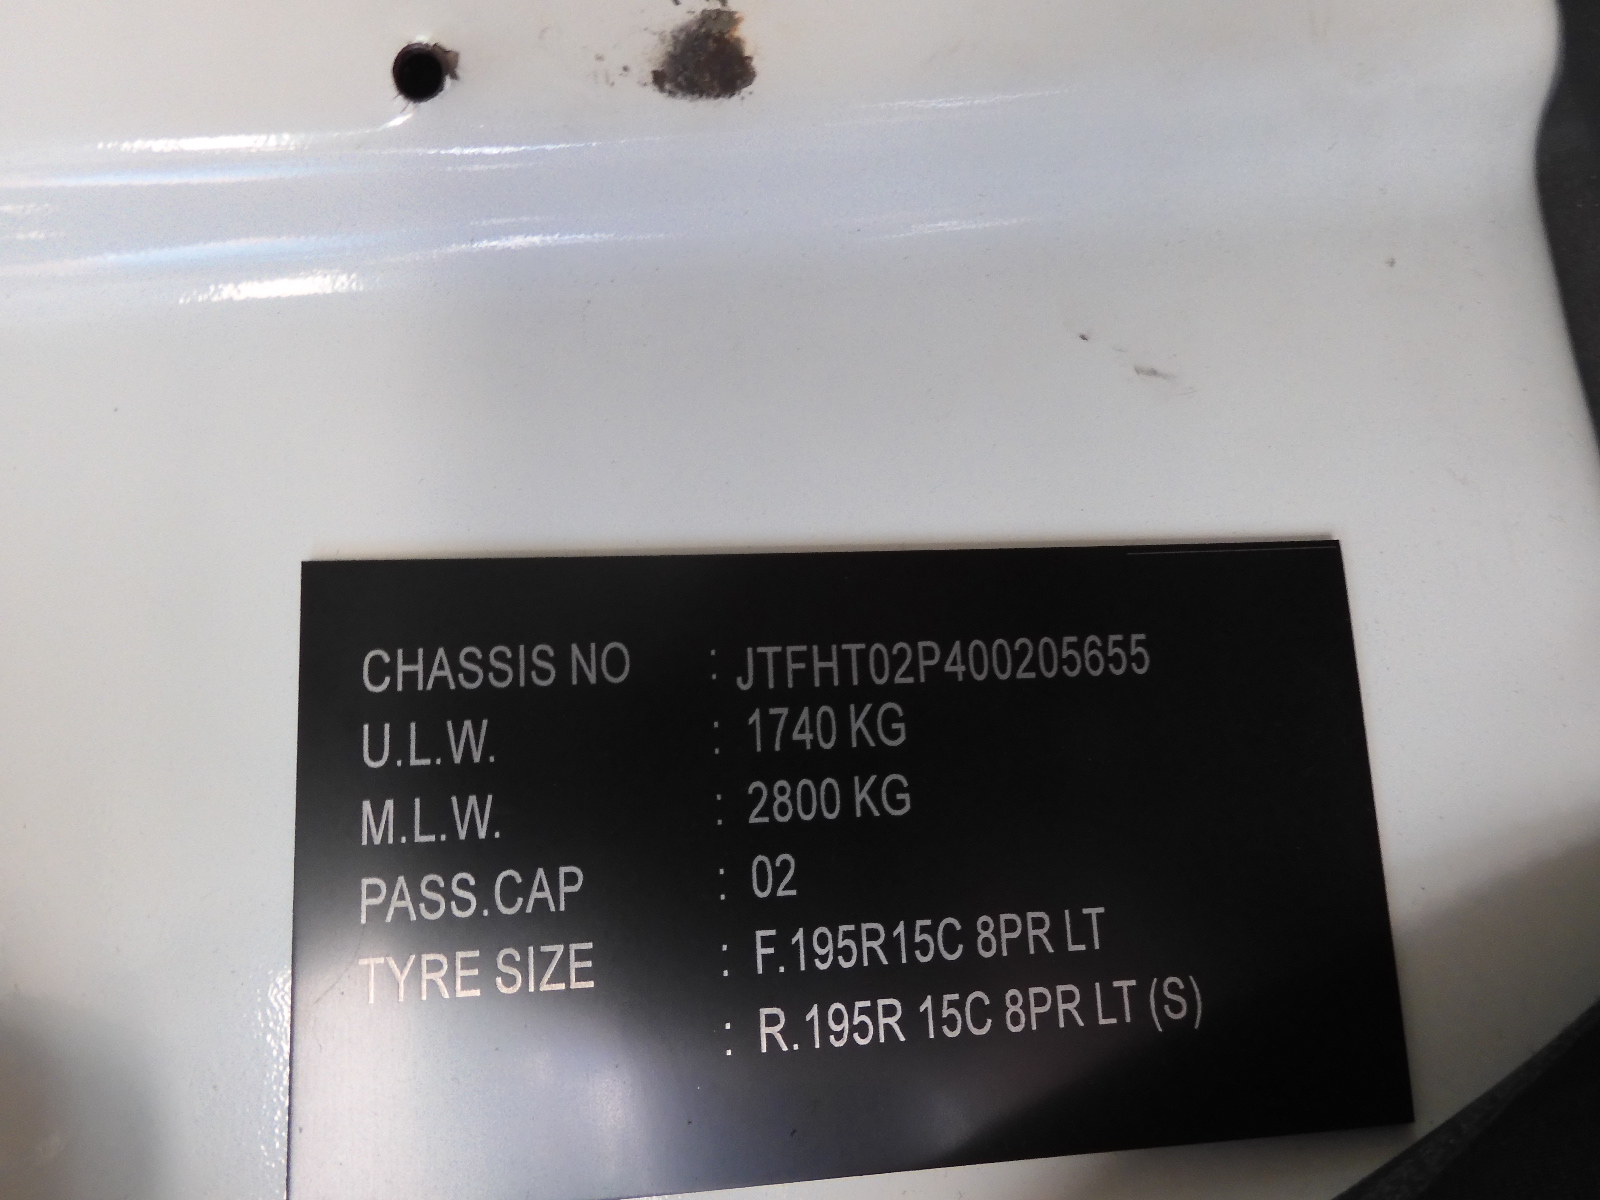 CHASSIS NO : JTFHT02P400205655
U.L.W. : 1740 KG
M.L.W. : 2800 KG
PASS.CAP : 02
TYRE SIZE : F.195R15C 8PR LT
: R.195R 15C 8PR LT (S)